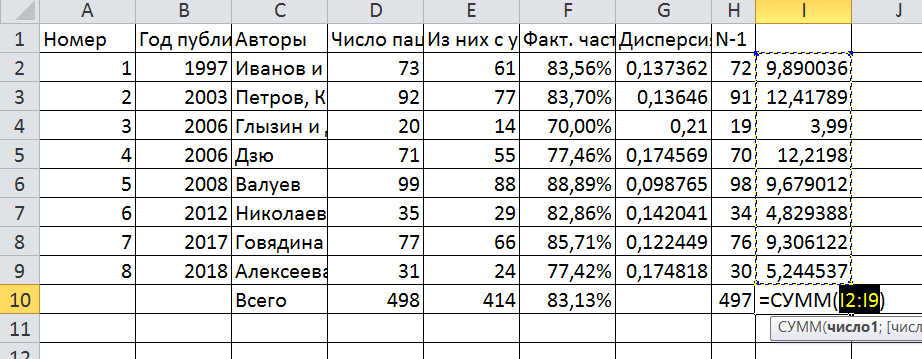 A B C D E F G H I J
1 Номер Год публи Авторы Число пац Из них с у Факт. част Дисперсия N-1
2 1 1997 Иванов и 73 61 83,56% 0,137362 72 9,890036
3 2 2003 Петров, К 92 77 83,70% 0,13646 91 12,41789
4 3 2006 Глызин и д 20 14 70,00% 0,21 19 3,99
5 4 2006 Дзю 71 55 77,46% 0,174569 70 12,2198
6 5 2008 Валуев 99 88 88,89% 0,098765 98 9,679012
7 6 2012 Николаев 35 29 82,86% 0,142041 34 4,829388
8 7 2017 Говядина 77 66 85,71% 0,122449 76 9,306122
9 8 2018 Алексеева 31 24 77,42% 0,174818 30 5,244537
10 Всего 498 414 83,13% 497 =СУММ(I2:I9)
11 СУММ(число1; [числ
12